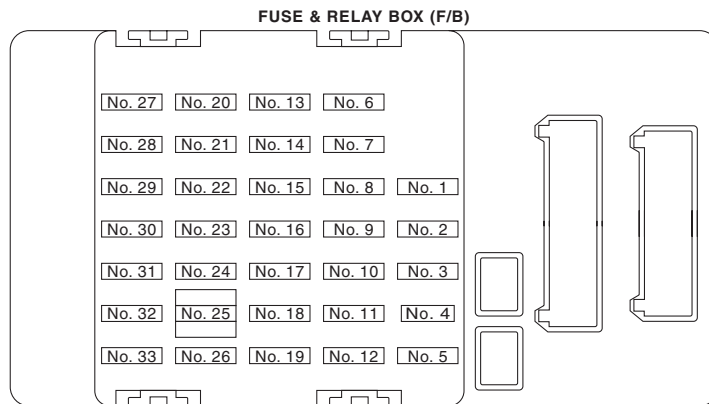 FUSE & RELAY BOX (F/B)
No. 27 No. 20 No. 13 No. 6
No. 28 No. 21 No. 14 No. 7
No. 29 No. 22 No. 15 No. 8 No. 1
No. 30 No. 23 No. 16 No. 9 No. 2
No. 31 No. 24 No. 17 No. 10 No. 3
No. 32 No. 25 No. 18 No. 11 No. 4
No. 33 No. 26 No. 19 No. 12 No. 5